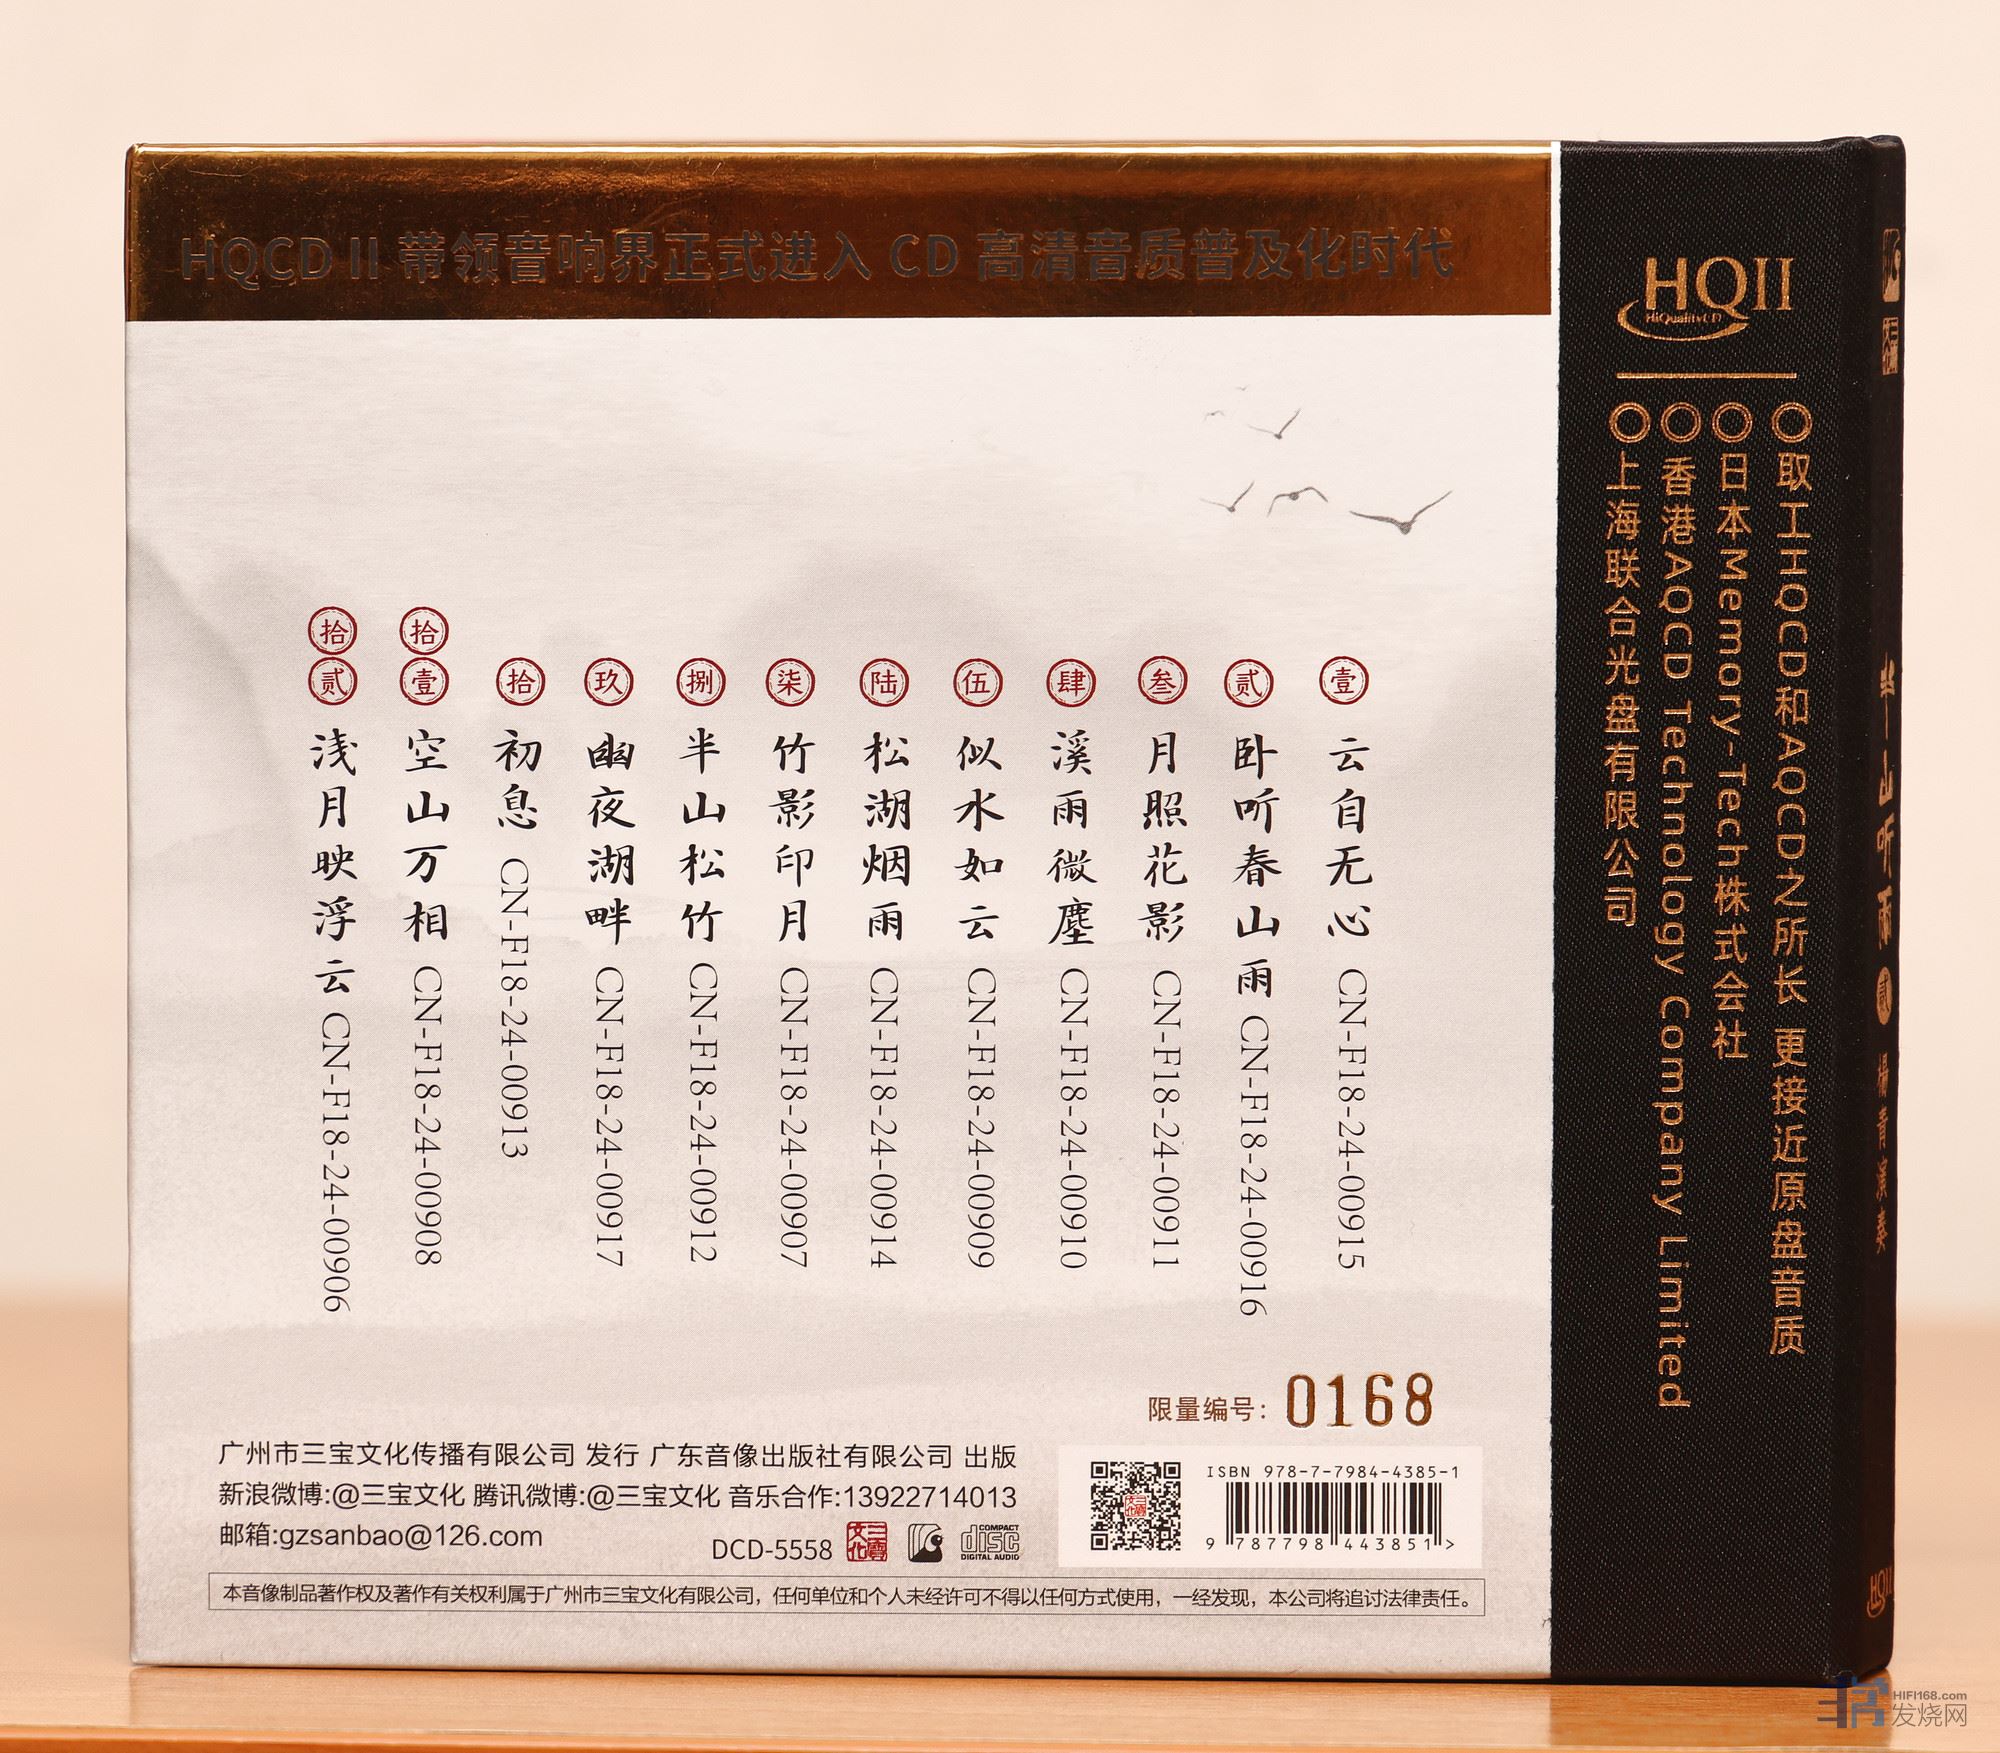 HQCD II 带领音响界正式进入 CD 高清音质普及化时代
壹 云自无心 CN-F18-24-00915
贰 卧听春山雨 CN-F18-24-00916
叁 月照花影 CN-F18-24-00911
肆 溪雨微塵 CN-F18-24-00910
伍 似水如云 CN-F18-24-00909
陆 松湖烟雨 CN-F18-24-00914
柒 竹影印月 CN-F18-24-00907
捌 半山松竹 CN-F18-24-00912
玖 幽夜湖畔 CN-F18-24-00917
拾 初息 CN-F18-24-00913
拾壹 空山万相 CN-F18-24-00908
拾贰 浅月映浮云 CN-F18-24-00906
限量编号: 0168
广州市三宝文化传播有限公司 发行 广东音像出版社有限公司 出版
新浪微博:@三宝文化 腾讯微博:@三宝文化 音乐合作:13922714013
邮箱:gzsanbao@126.com
DCD-5558
三寶文化
COMPACT
disc
DIGITAL AUDIO
ISBN 978-7-7984-4385-1
9 787798 443851 >
本音像制品著作权及著作有关权利属于广州市三宝文化有限公司，任何单位和个人未经许可不得以任何方式使用，一经发现，本公司将追讨法律责任。
HQII
HiQualityCD
〇取工HQCD和AQCD之所长 更接近原盘音质
〇日本Memory-Tech株式会社
〇香港AQCD Technology Company Limited
〇上海联合光盘有限公司
半山听雨 贰 杨青演奏
HQII
HIFI168.com
发烧网